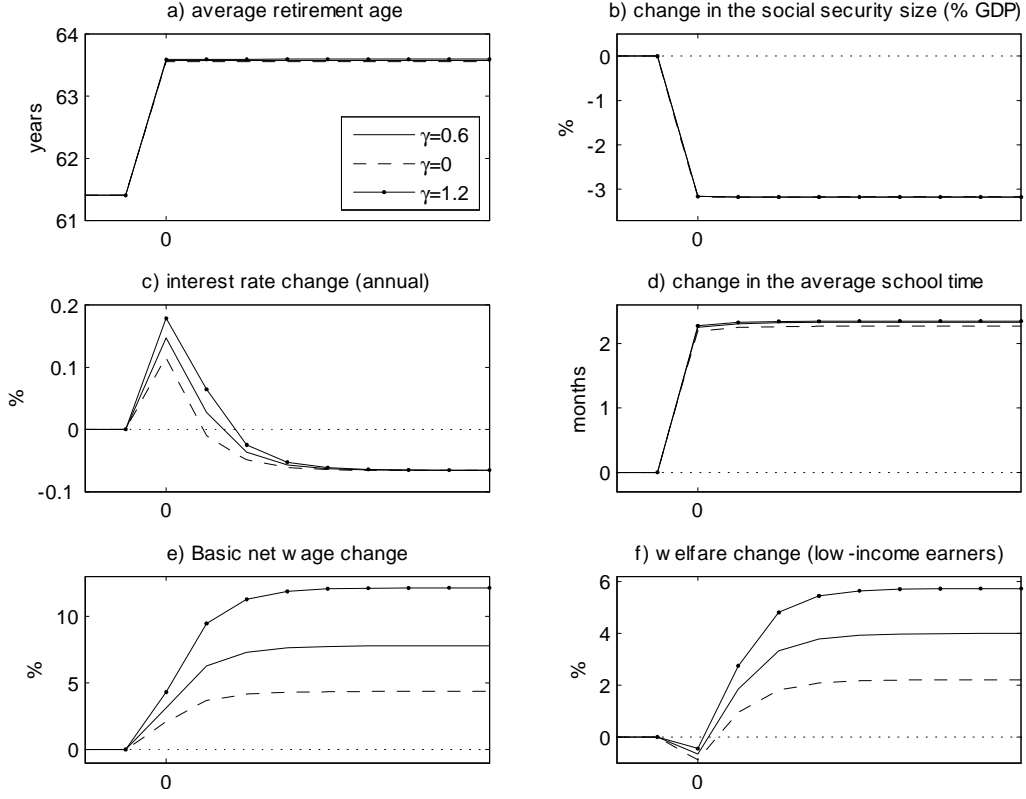 a) average retirement age
64
63
62
61
years
γ=0.6
γ=0
γ=1.2
0
b) change in the social security size (% GDP)
0
-1
-2
-3
%
0
c) interest rate change (annual)
0.2
0.1
0
-0.1
%
0
d) change in the average school time
2
1
0
months
0
e) Basic net wage change
10
5
0
%
0
f) welfare change (low-income earners)
6
4
2
0
%
0